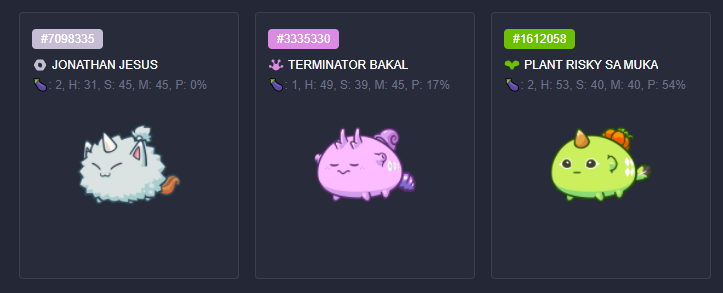 #7098335
JONATHAN JESUS
🍆: 2, H: 31, S: 45, M: 45, P: 0%
#3335330
TERMINATOR BAKAL
🍆: 1, H: 49, S: 39, M: 45, P: 17%
#1612058
PLANT RISKY SA MUKA
🍆: 2, H: 53, S: 40, M: 40, P: 54%